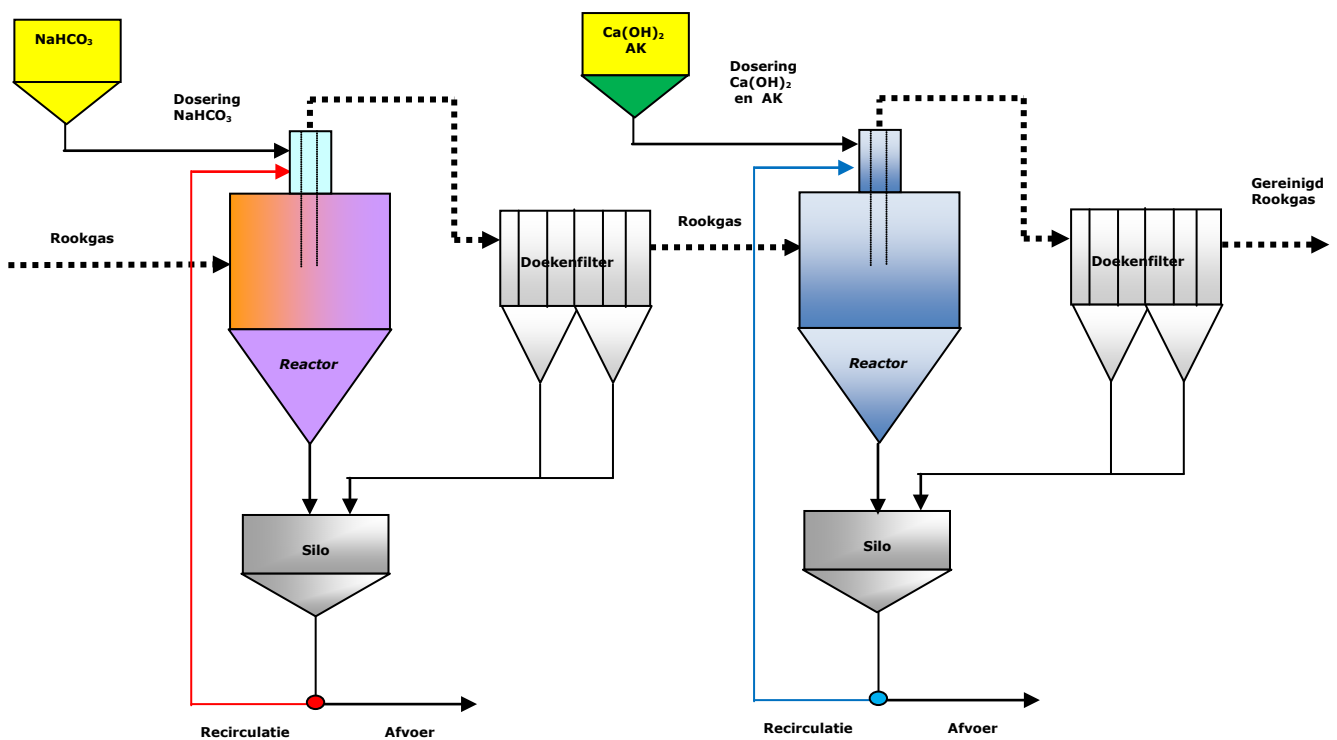 NaHCO₃
Dosering
NaHCO₃
Ca(OH)₂
AK
Dosering
Ca(OH)₂
en AK
Rookgas
Reactor
Doekenfilter
Rookgas
Reactor
Doekenfilter
Gereinigd
Rookgas
Silo
Silo
Recirculatie
Afvoer
Recirculatie
Afvoer